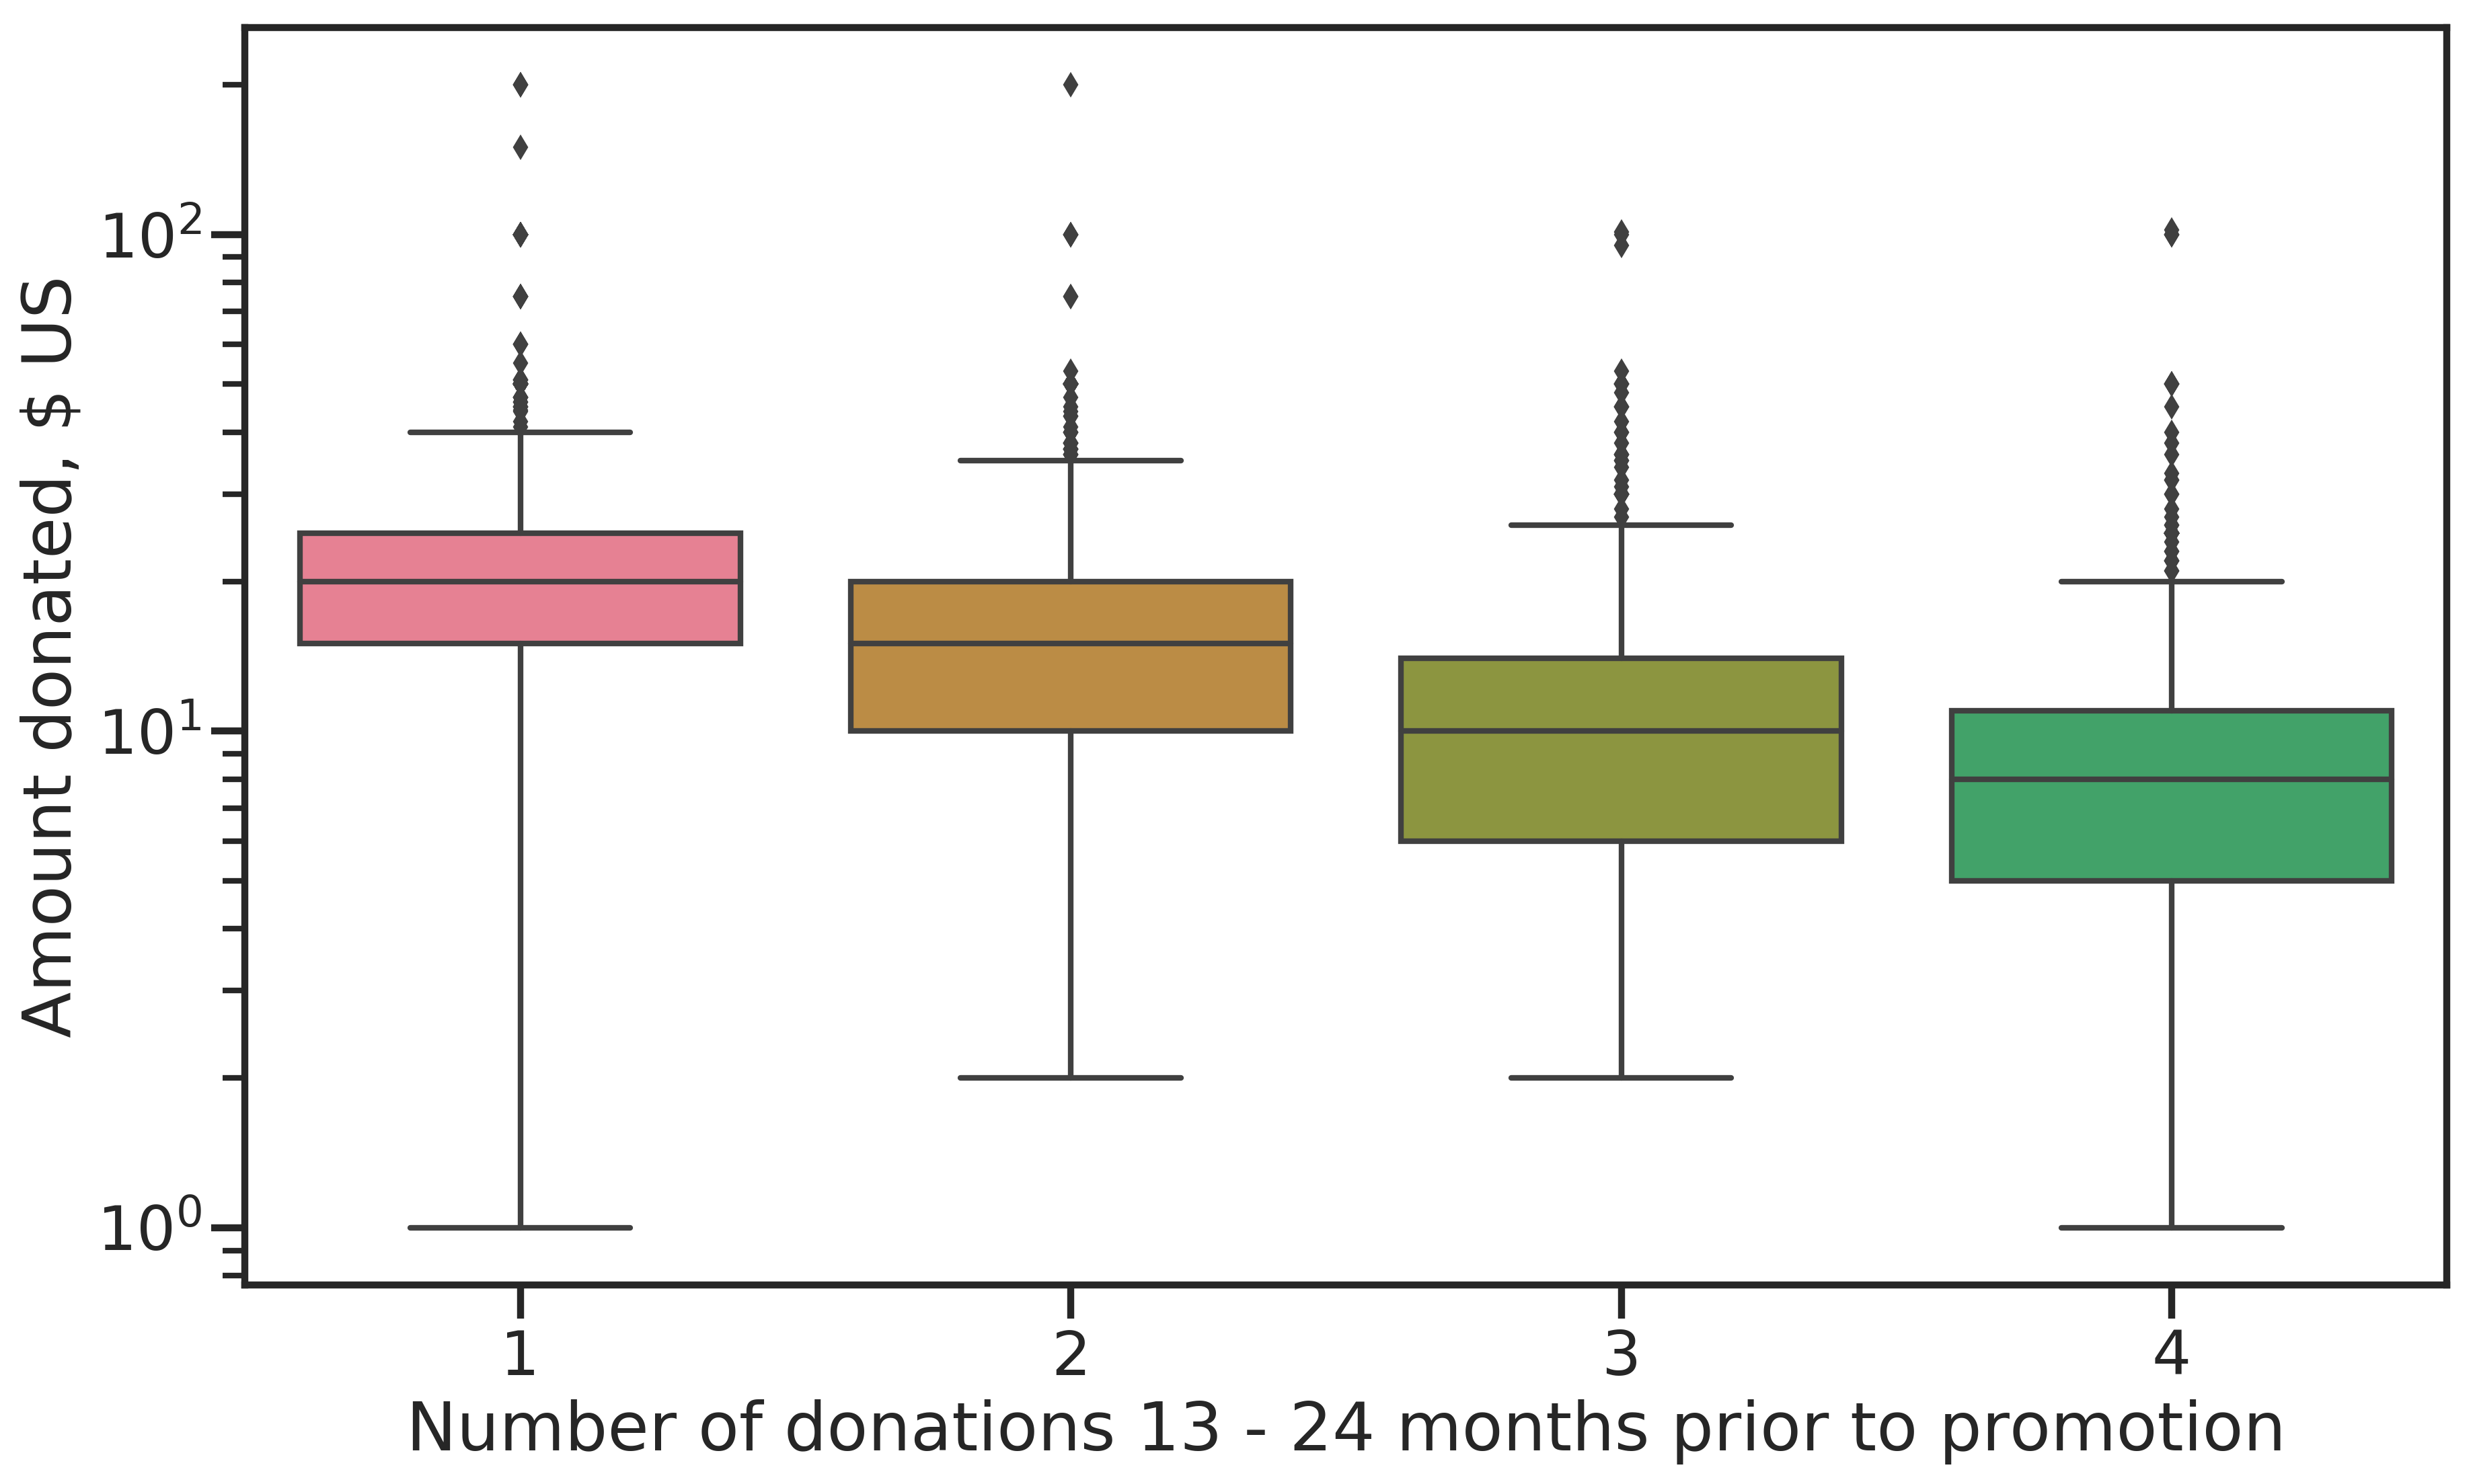 Amount donated, $ US
10²
10¹
10⁰
1 2 3 4
Number of donations 13 - 24 months prior to promotion